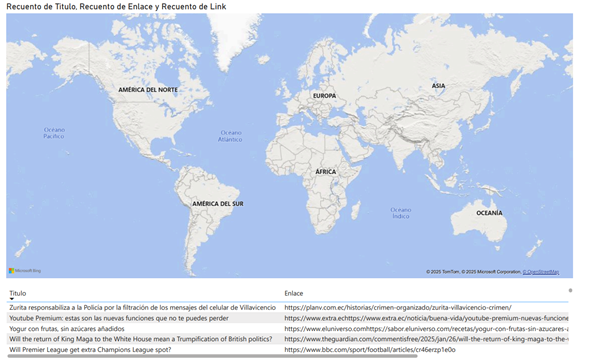 Recuento de Titulo, Recuento de Enlace y Recuento de Link
AMÉRICA DEL NORTE
EUROPA
ASIA
Océano
Pacífico
Océano
Atlántico
ÁFRICA
AMÉRICA DEL SUR
Océano
Índico
OCEANÍA
Microsoft Bing
© 2025 TomTom, © 2025 Microsoft Corporation, © OpenStreetMap
Titulo Enlace
Zurita responsabiliza a la Policía por la filtración de los mensajes del celular de Villavicencio https://planv.com.ec/historias/crimen-organizado/zurita-villavicencio-crimen/
Youtube Premium: estas son las nuevas funciones que no te puedes perder https://www.extra.echttps://www.extra.ec/noticia/buena-vida/youtube-premium-nuevas-funcione
Yogur con frutas, sin azúcares añadidos https://www.eluniverso.comhttps://sabor.eluniverso.com/recetas/yogur-con-frutas-sin-azucares-a
Will the return of King Maga to the White House mean a Trumpification of British politics? https://www.theguardian.com/commentisfree/2025/jan/26/will-the-return-of-king-maga-to-the-w
Will Premier League get extra Champions League spot? https://www.bbc.com/sport/football/articles/cr46erzp1e0o